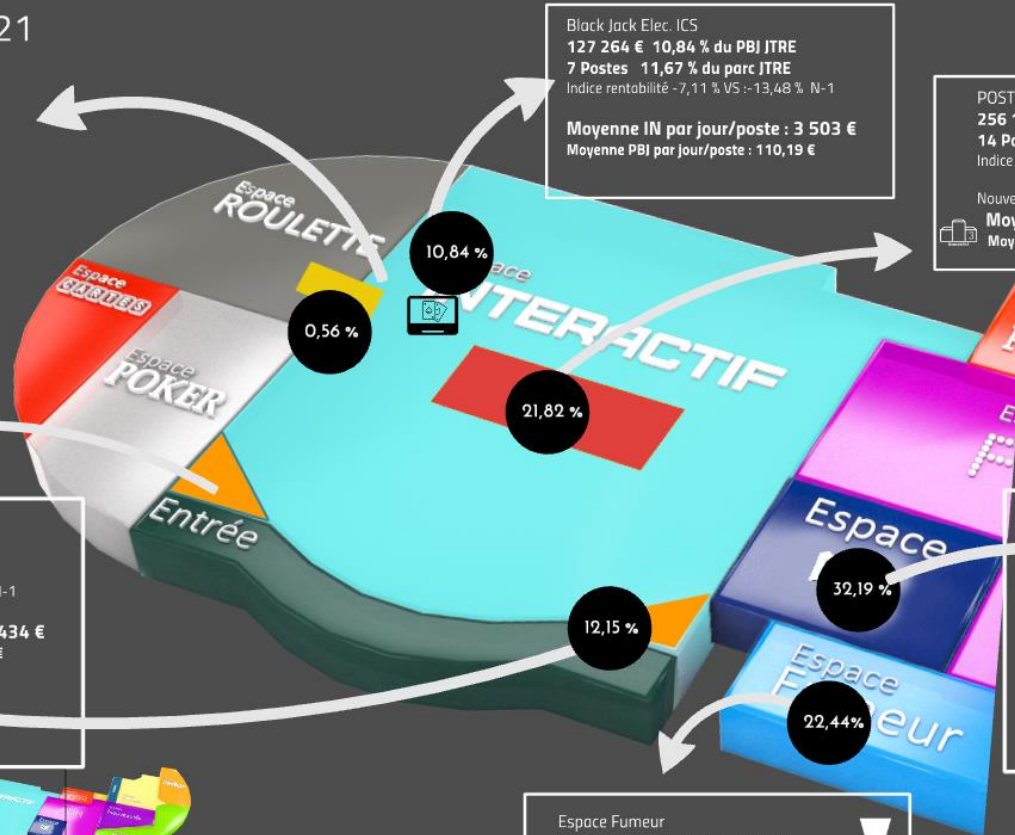 21
Black Jack Elec. ICS
127 264 € 10,84 % du PBJ JTRE
7 Postes 11,67 % du parc JTRE
Indice rentabilité -7,11 % VS :-13,48 % N-1
Moyenne IN par jour/poste : 3 503 €
Moyenne PBJ par jour/poste : 110,19 €
POST
256 1
14 Po
Indice
Nouve
Moy
Moy
Espace
ROULETTE
10,84 %
ace
INTERACTIF
Espace
CARTES
0,56 %
Espace
POKER
21,82 %
Entrée
Espace
32,19 %
N-1
434 €
€
12,15 %
Espace
Fumeur
22,44%
Espace Fumeur